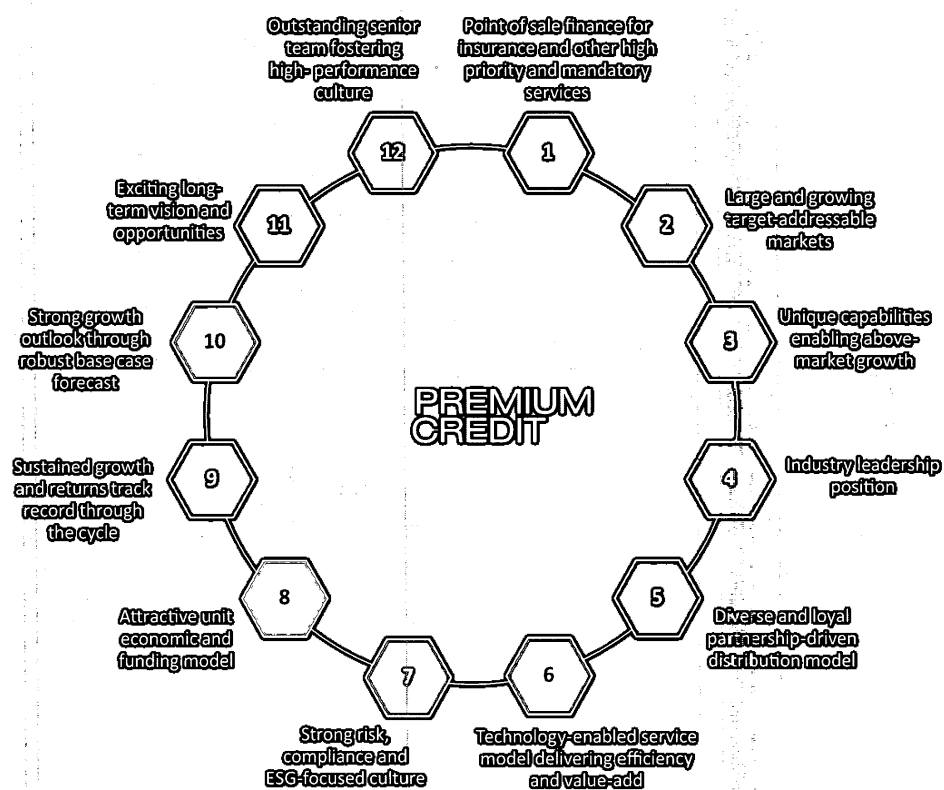 Outstanding senior
team fostering
high- performance
culture
Point of sale finance for
insurance and other high
priority and mandatory
services
12
1
Exciting long-
term vision and
opportunities
11
2
Large and growing
target-addressable
markets
Strong growth
outlook through
robust base case
forecast
10
3
Unique capabilities
enabling above-
market growth
PREMIUM
CREDIT
Sustained growth
and returns track
record through
the cycle
9
4
Industry leadership
position
8
5
Attractive unit
economic and
funding model
Diverse and loyal
partnership-driven
distribution model
7
6
Strong risk,
compliance and
ESG-focused culture
Technology-enabled service
model delivering efficiency
and value-add